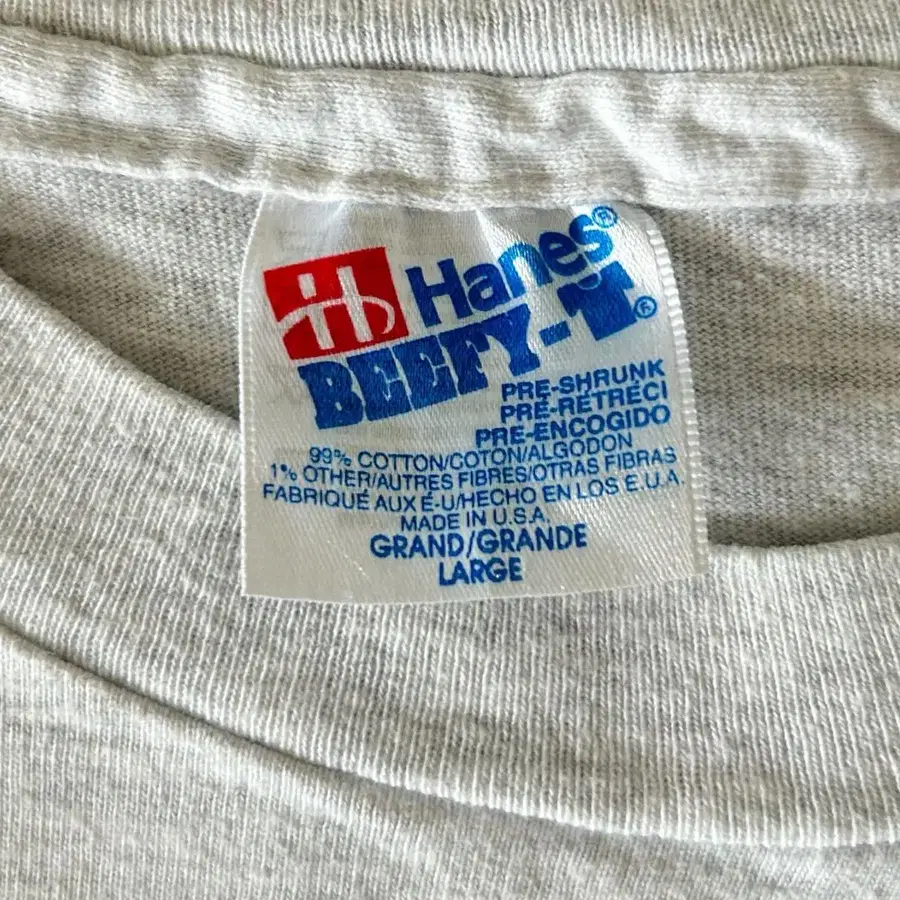 H Hanes®
BEEFY-T®
PRE-SHRUNK
PRÉ-RÉTRÉCI
PRE-ENCOGIDO
99% COTTON/COTON/ALGODON
1% OTHER/AUTRES FIBRES/OTRAS FIBRAS
FABRIQUÉ AUX É-U/HECHO EN LOS E.U.A.
MADE IN U.S.A.
GRAND/GRANDE
LARGE